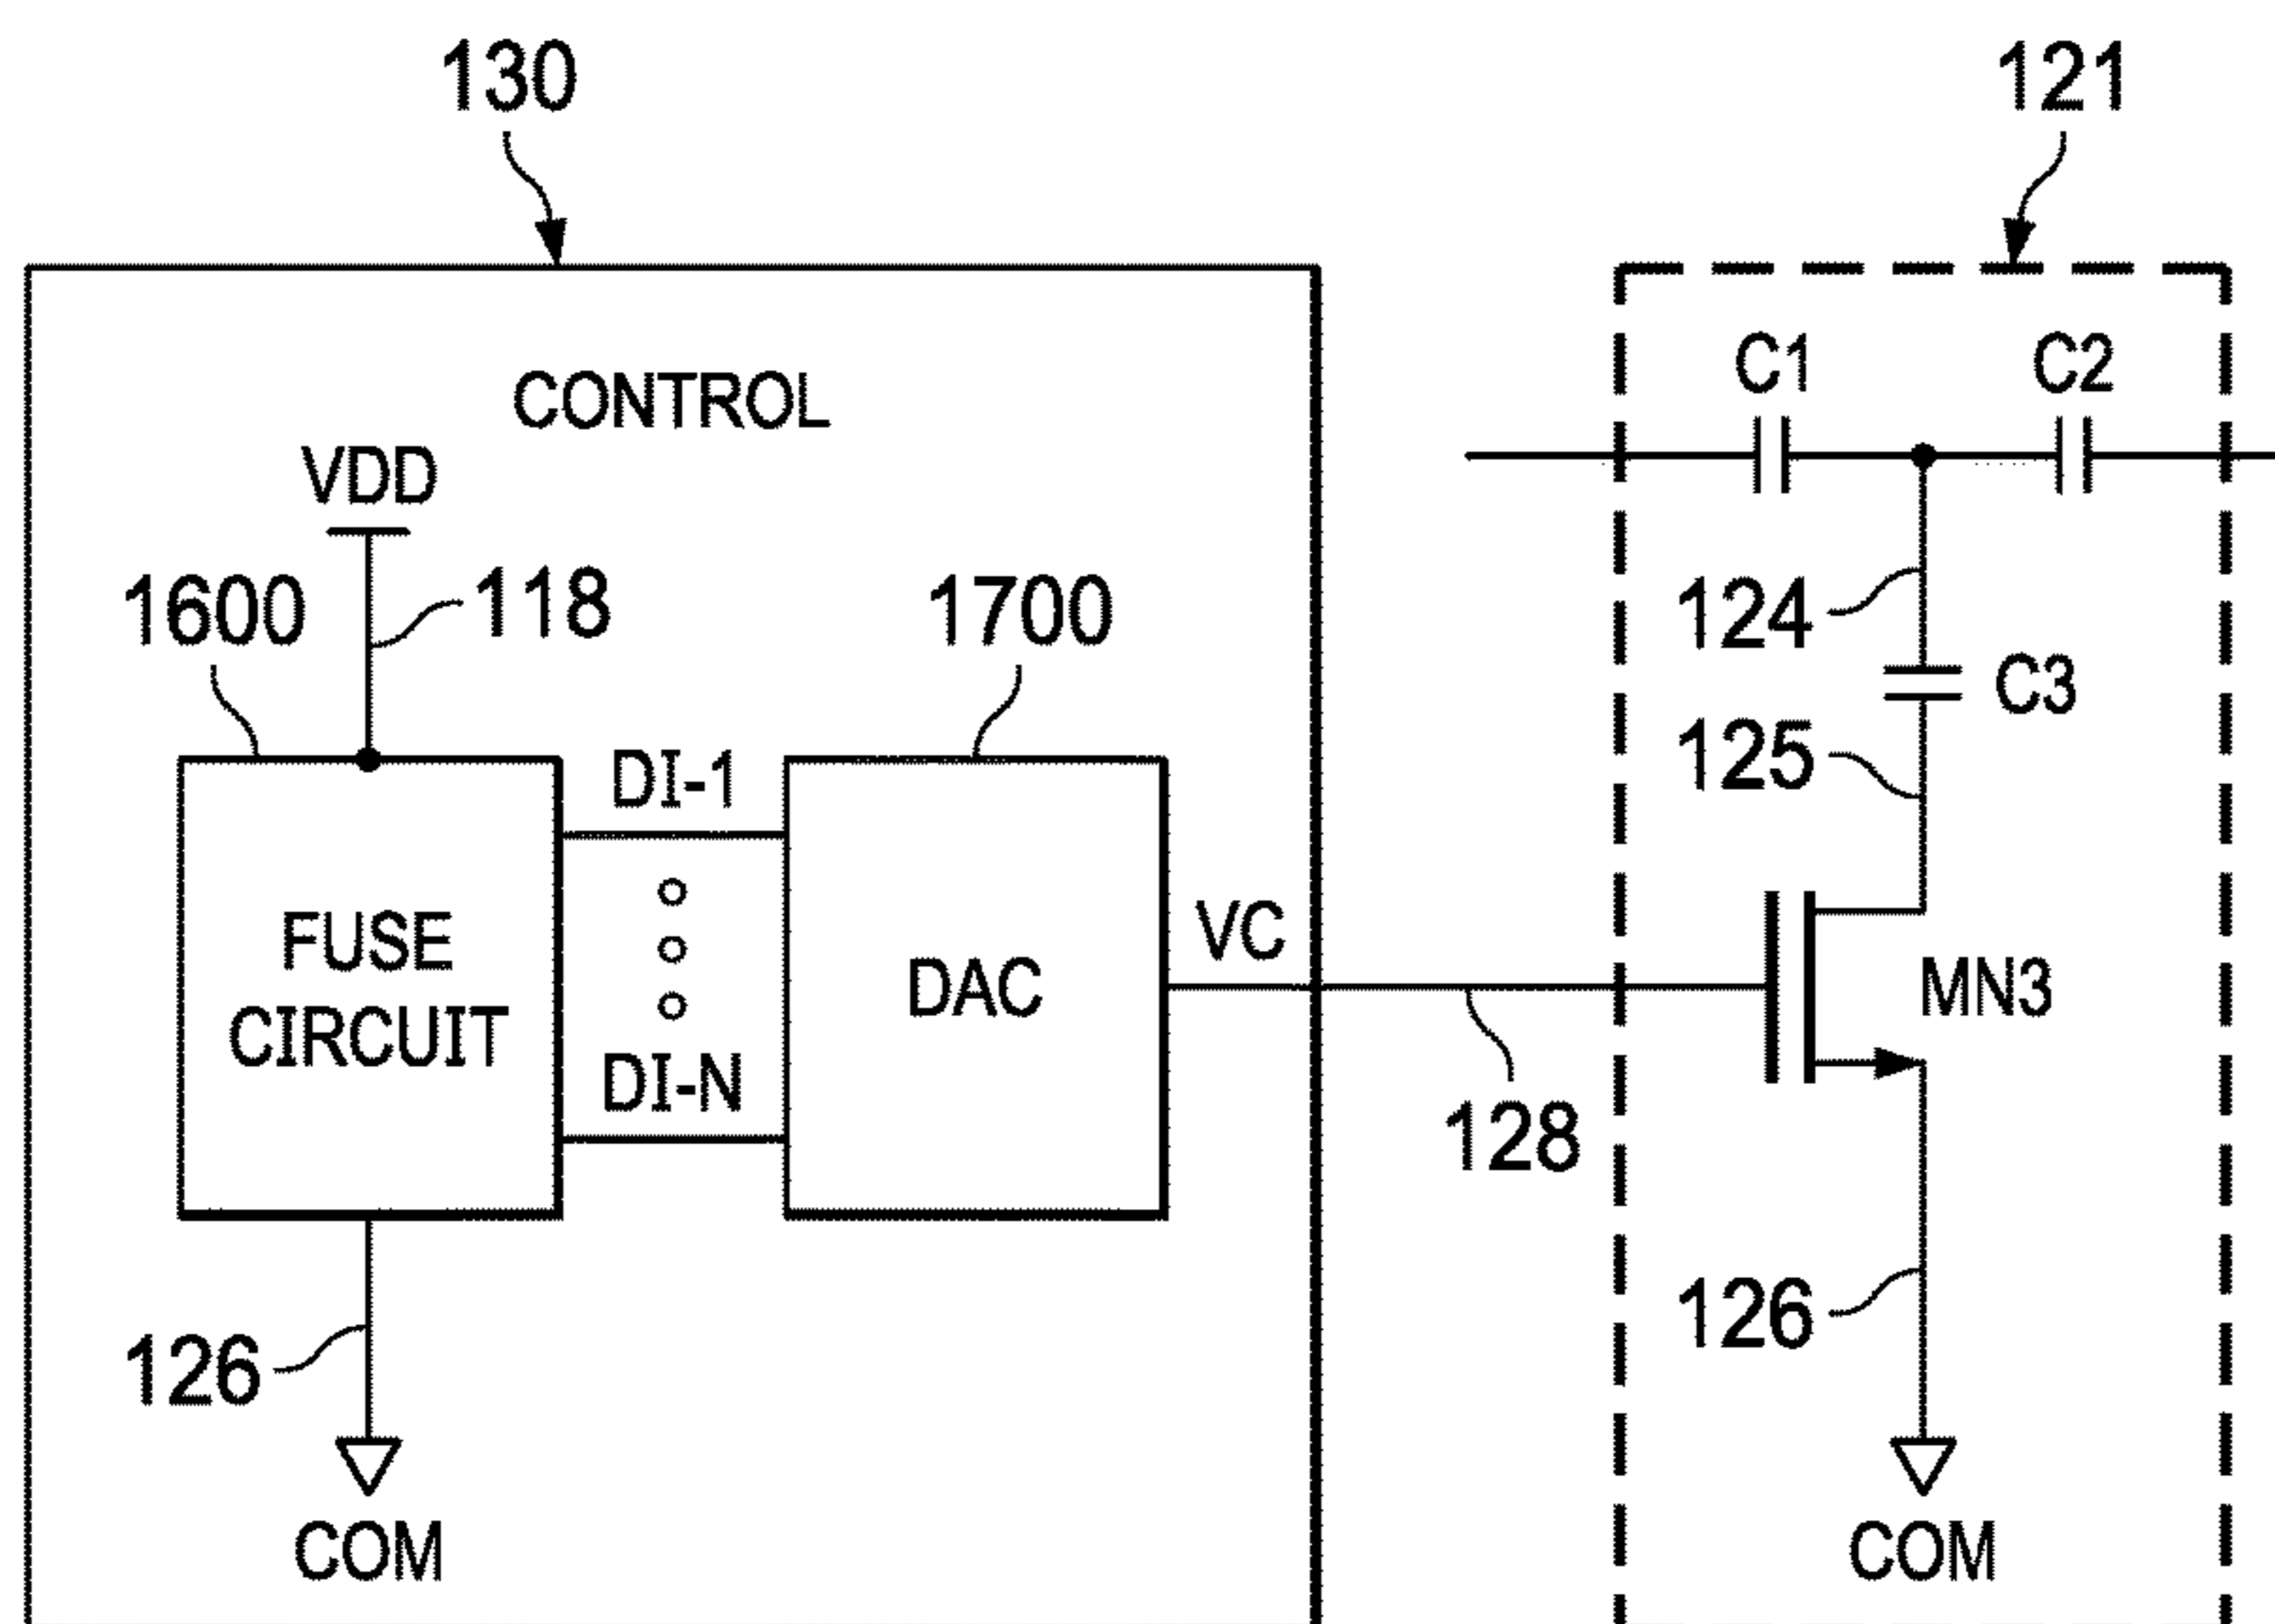 130
121
CONTROL
C1
C2
VDD
1600
118
1700
124
C3
125
DI-1
FUSE
CIRCUIT
DAC
VC
MN3
DI-N
128
126
126
COM
COM